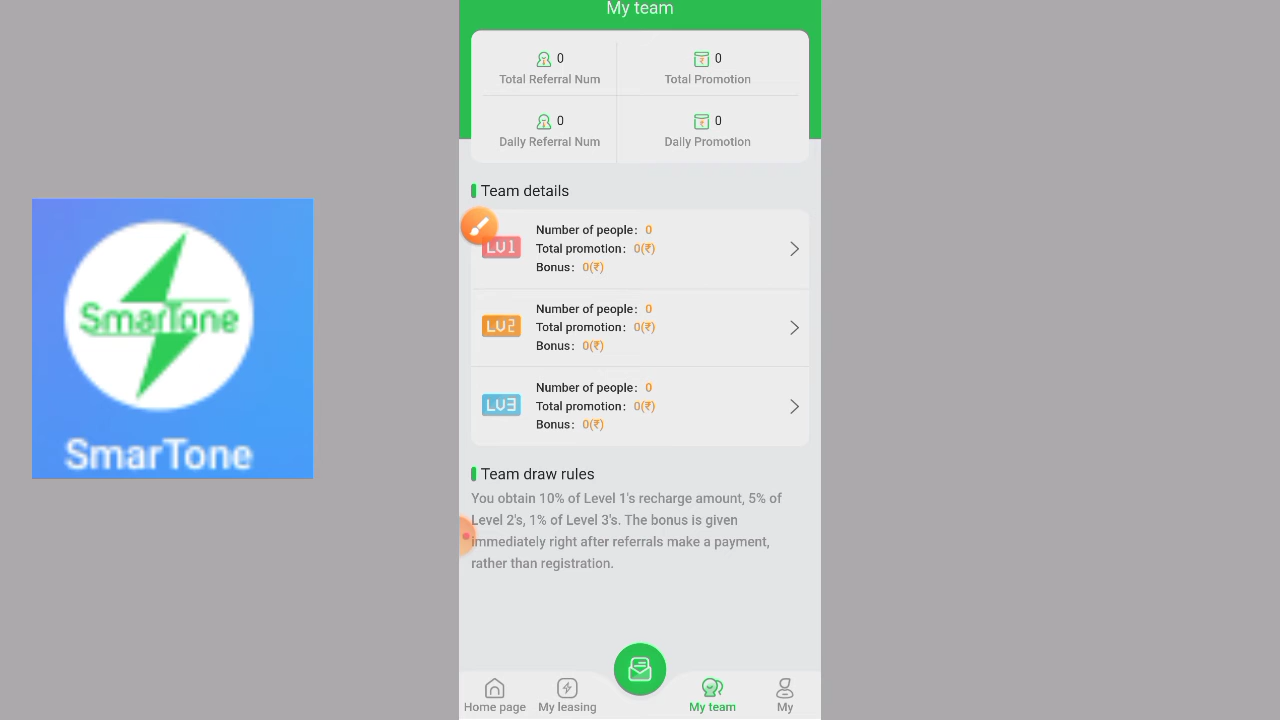 SmarTone
SmarTone
My team
0
0
Total Referral Num
Total Promotion
0
0
Daily Referral Num
Daily Promotion
Team details
LV1
Number of people: 0
Total promotion: 0(₹)
Bonus: 0(₹)
LV2
Number of people: 0
Total promotion: 0(₹)
Bonus: 0(₹)
LV3
Number of people: 0
Total promotion: 0(₹)
Bonus: 0(₹)
Team draw rules
You obtain 10% of Level 1's recharge amount, 5% of
Level 2's, 1% of Level 3's. The bonus is given
immediately right after referrals make a payment,
rather than registration.
Home page
My leasing
My team
My